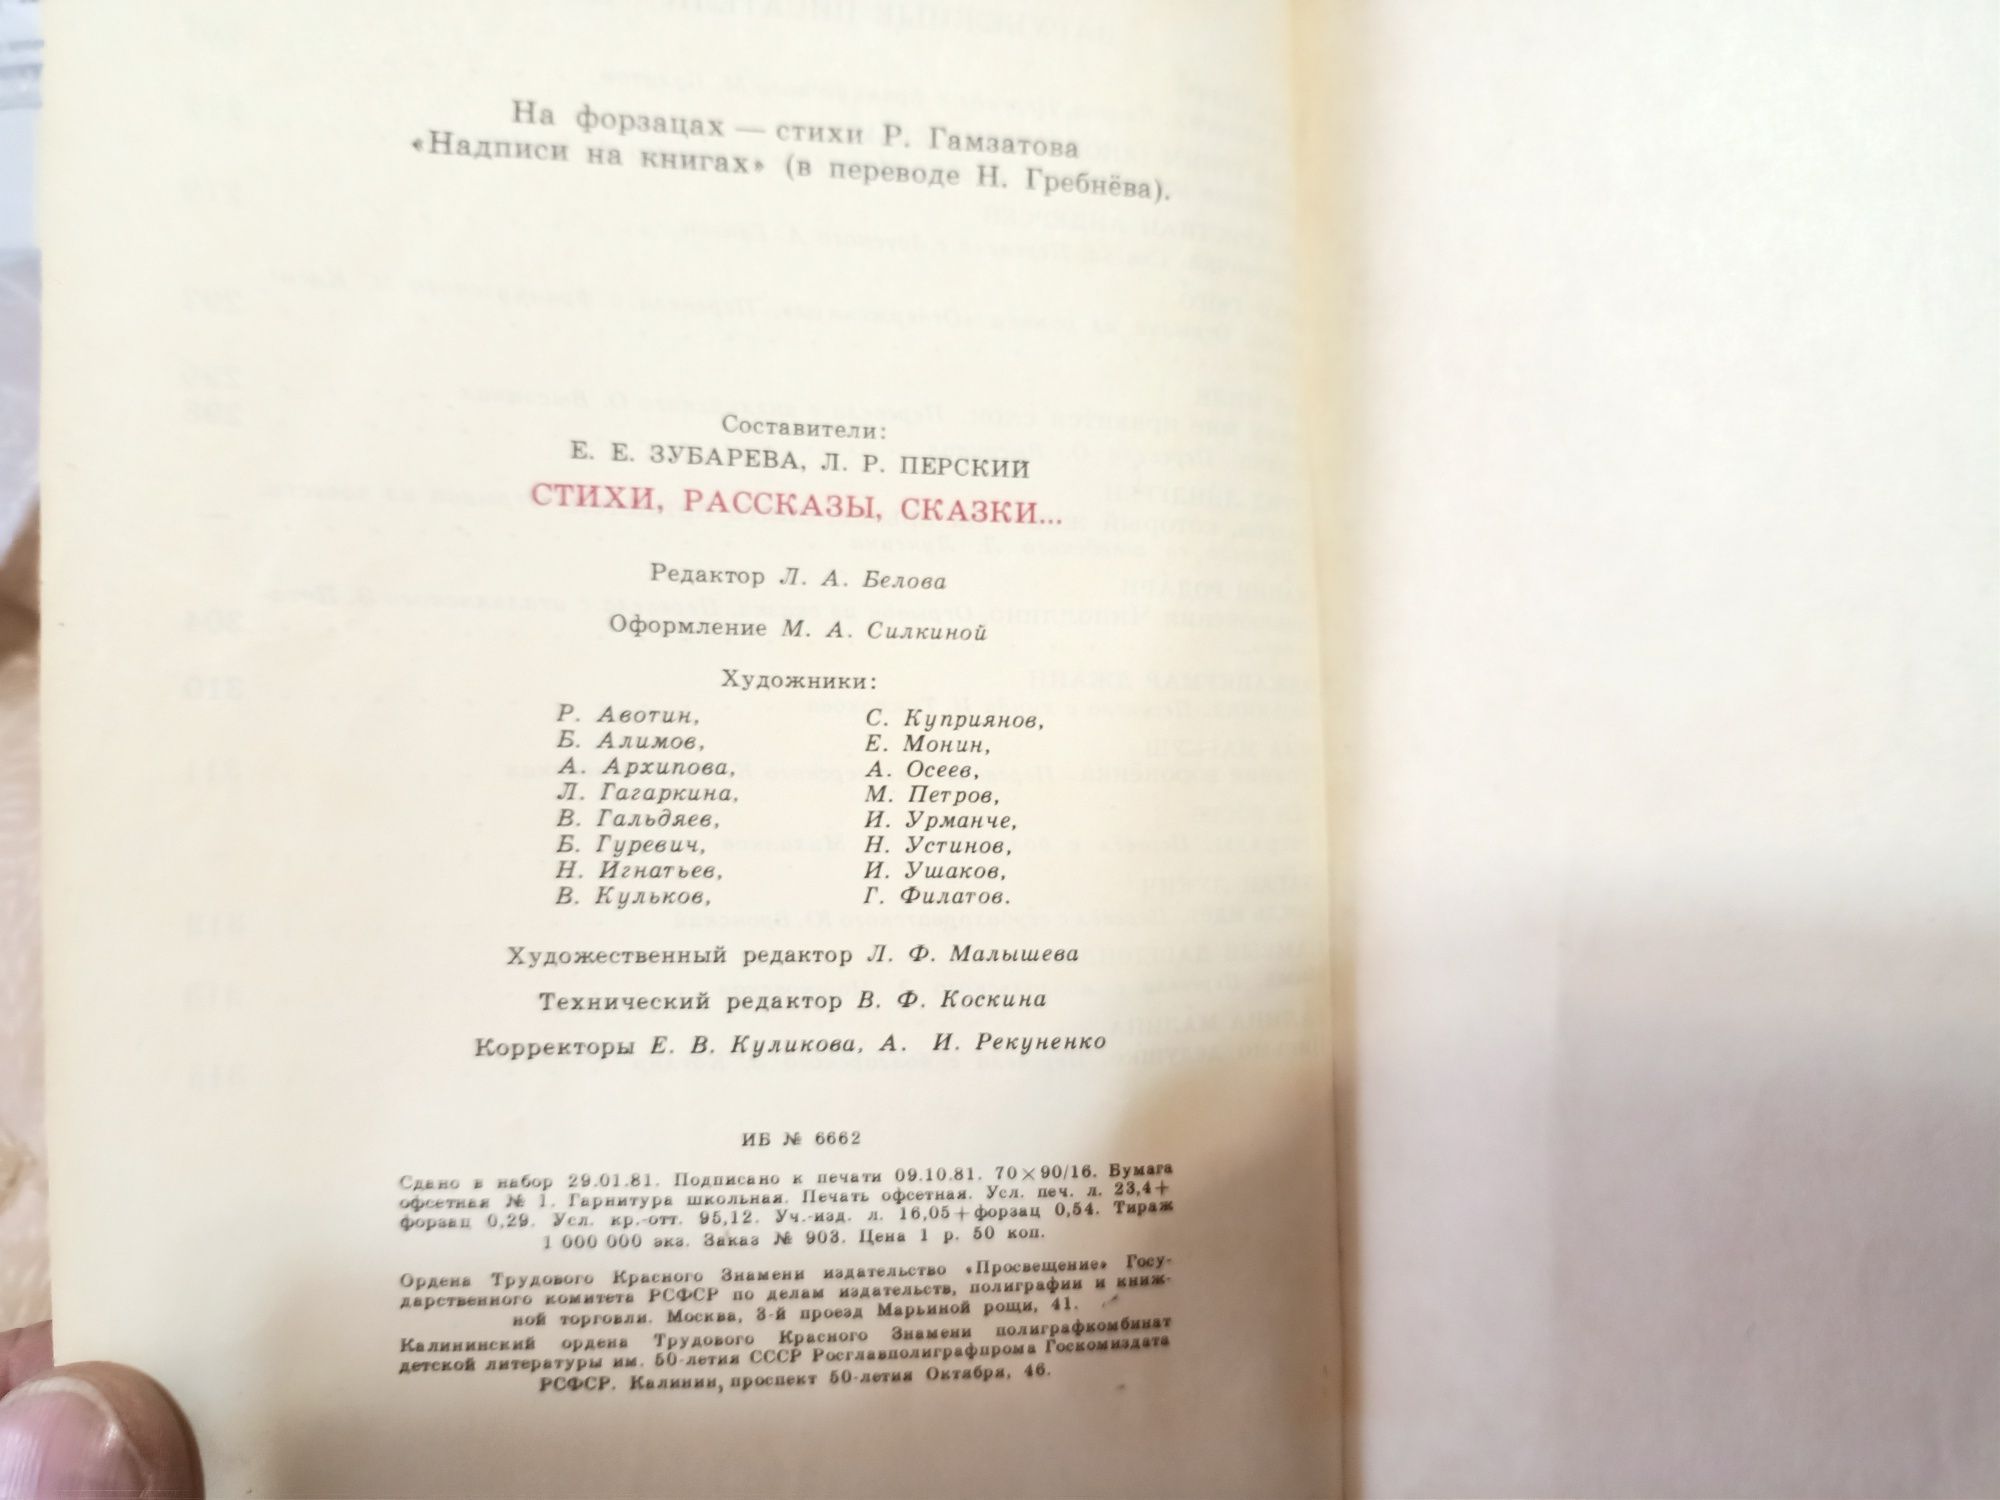 На форзацах — стихи Р. Гамзатова
«Надписи на книгах» (в переводе Н. Гребнёва).
Составители:
Е. Е. ЗУБАРЕВА, Л. Р. ПЕРСКИЙ
СТИХИ, РАССКАЗЫ, СКАЗКИ...
Редактор Л. А. Белова
Оформление М. А. Силкиной
Художники:
Р. Авотин,
Б. Алимов,
А. Архипова,
Л. Гагаркина,
В. Гальдяев,
Б. Гуревич,
Н. Игнатьев,
В. Кульков,
С. Куприянов,
Е. Монин,
А. Осеев,
М. Петров,
И. Урманче,
Н. Устинов,
И. Ушаков,
Г. Филатов.
Художественный редактор Л. Ф. Малышева
Технический редактор В. Ф. Коскина
Корректоры Е. В. Куликова, А. И. Рекуненко
ИБ № 6662
Сдано в набор 29.01.81. Подписано к печати 09.10.81. 70×90/16. Бумага
офсетная № 1. Гарнитура школьная. Печать офсетная. Усл. печ. л. 23,4+
форзац 0,29. Усл. кр.-отт. 95,12. Уч.-изд. л. 16,05+форзац 0,54. Тираж
1 000 000 экз. Заказ № 903. Цена 1 р. 50 коп.
Ордена Трудового Красного Знамени издательство «Просвещение» Госу-
дарственного комитета РСФСР по делам издательств, полиграфии и книж-
ной торговли. Москва, 3-й проезд Марьиной рощи, 41.
Калининский ордена Трудового Красного Знамени полиграфкомбинат
детской литературы им. 50-летия СССР Росглавполиграфпрома Госкомиздата
РСФСР. Калинин, проспект 50-летия Октября, 46.